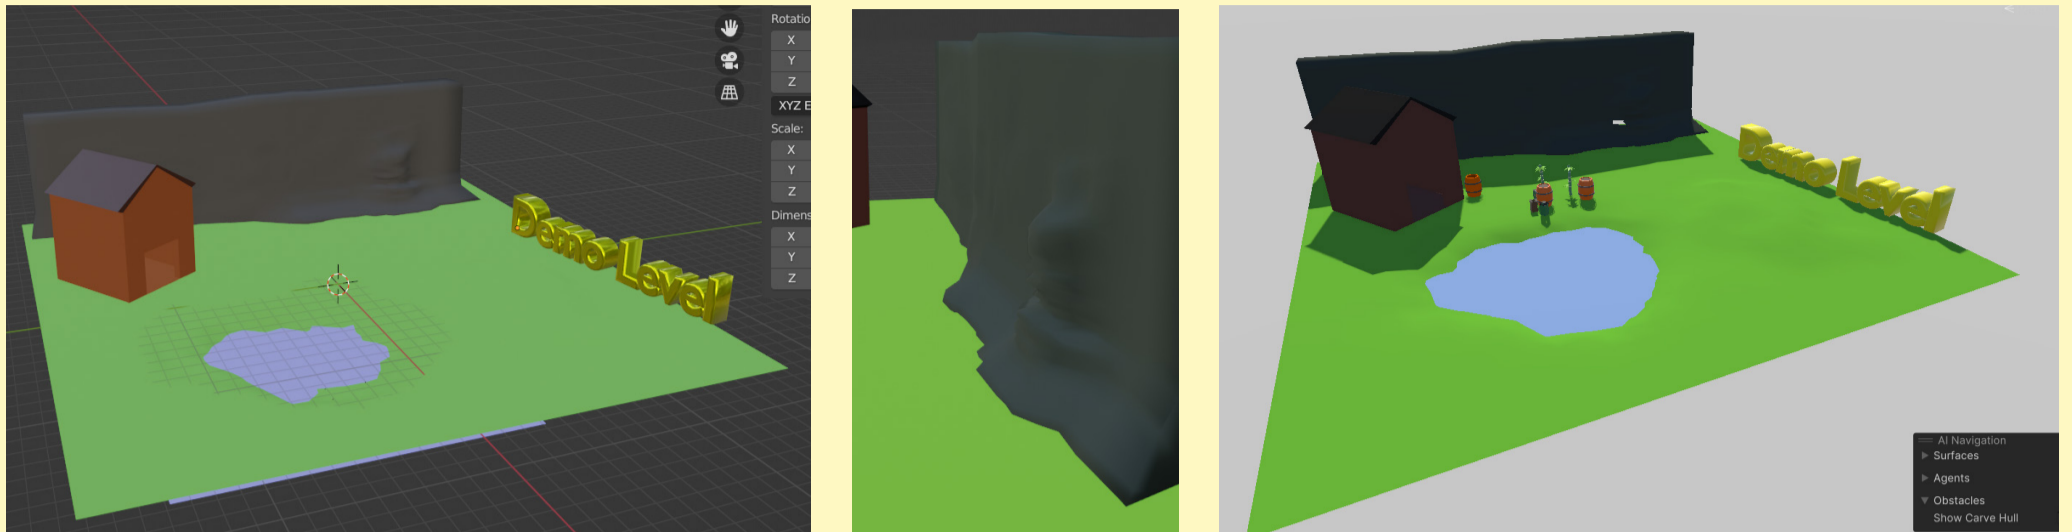 Rotatio
X
Y
Z
XYZ E
Scale:
X
Y
Z
Dimens
X
Y
Z
Demo Level
Demo Level
AI Navigation
Surfaces
Agents
Obstacles
Show Carve Hull